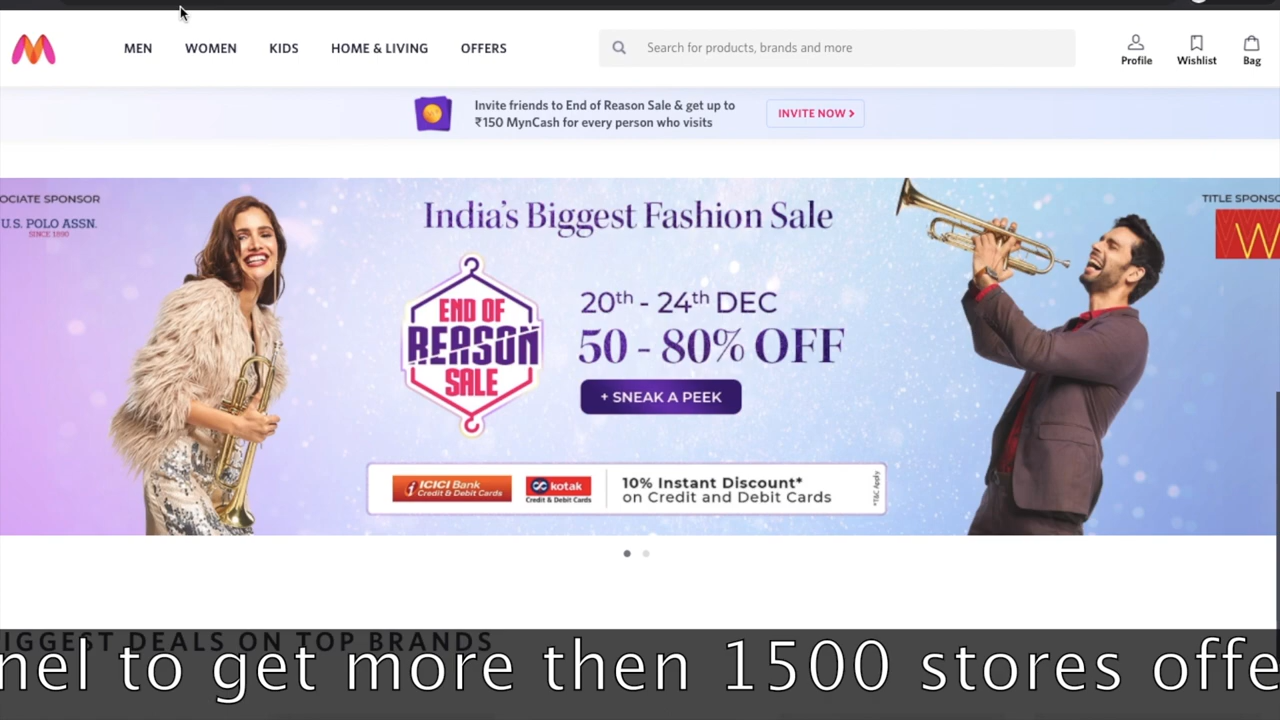 MEN WOMEN KIDS HOME & LIVING OFFERS Search for products, brands and more Profile Wishlist Bag
Invite friends to End of Reason Sale & get up to
₹150 MynCash for every person who visits
INVITE NOW >
OCIATE SPONSOR
U.S. POLO ASSN.
SINCE 1890
India's Biggest Fashion Sale
TITLE SPONSO
W
END OF
REASON
SALE
20th - 24th DEC
50 - 80% OFF
+ SNEAK A PEEK
ICICI Bank
Credit & Debit Cards
kotak
Credit & Debit Cards
10% Instant Discount*
on Credit and Debit Cards
*T&C Apply
IGGEST DEALS ON TOP BRANDS
nel to get more then 1500 stores offe